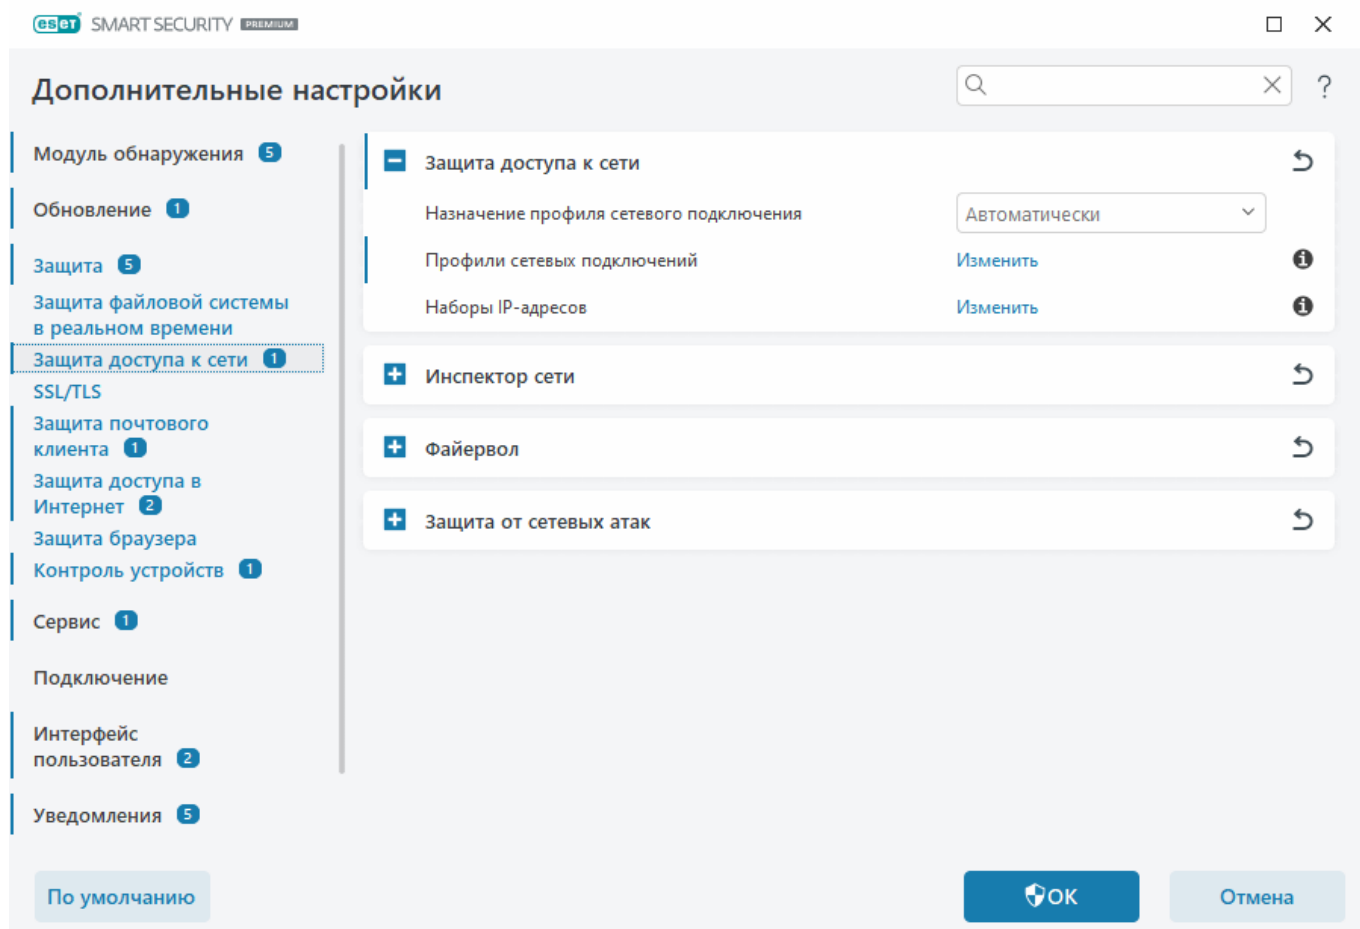 eset SMART SECURITY PREMIUM
Дополнительные настройки
?
Модуль обнаружения 5
Обновление 1
Защита 5
Защита файловой системы
в реальном времени
Защита доступа к сети 1
SSL/TLS
Защита почтового
клиента 1
Защита доступа в
Интернет 2
Защита браузера
Контроль устройств 1
Сервис 1
Подключение
Интерфейс
пользователя 2
Уведомления 5
Защита доступа к сети
Назначение профиля сетевого подключения Автоматически
Профили сетевых подключений Изменить
Наборы IP-адресов Изменить
Инспектор сети
Файервол
Защита от сетевых атак
По умолчанию
ОК
Отмена